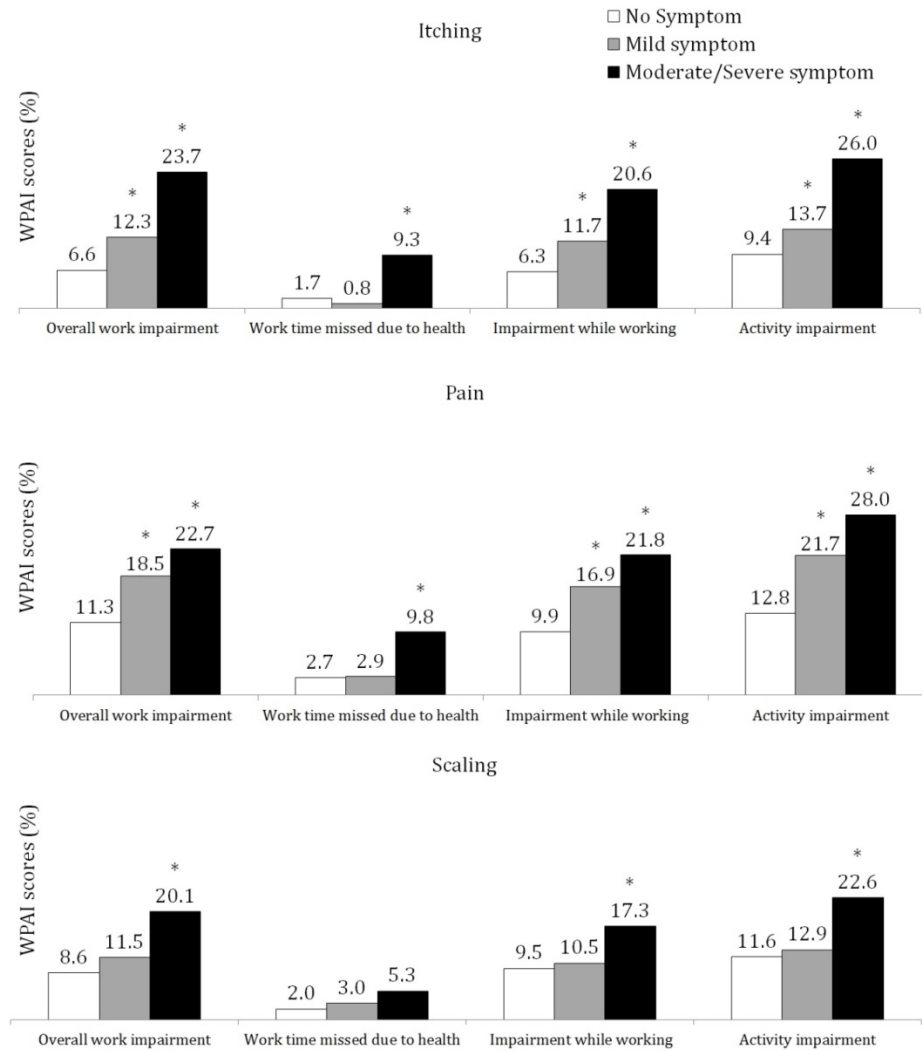 Itching
No Symptom
Mild symptom
Moderate/Severe symptom
WPAI scores (%)
* * * * * * *
6.6 12.3 23.7 1.7 0.8 9.3 6.3 11.7 20.6 9.4 13.7 26.0
Overall work impairment Work time missed due to health Impairment while working Activity impairment
Pain
WPAI scores (%)
* * * * * * *
11.3 18.5 22.7 2.7 2.9 9.8 9.9 16.9 21.8 12.8 21.7 28.0
Overall work impairment Work time missed due to health Impairment while working Activity impairment
Scaling
WPAI scores (%)
* * *
8.6 11.5 20.1 2.0 3.0 5.3 9.5 10.5 17.3 11.6 12.9 22.6
Overall work impairment Work time missed due to health Impairment while working Activity impairment